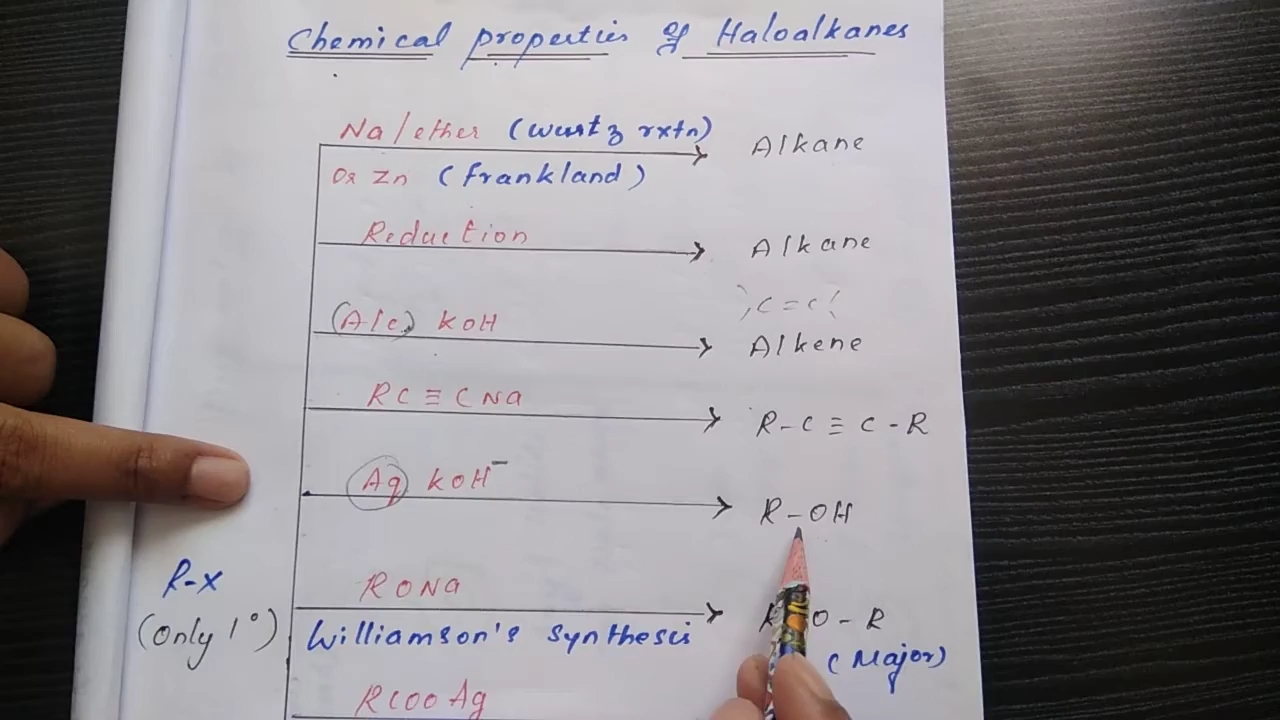 Chemical properties of Haloalkanes
Na/ether (wurtz rxtn)
Alkane
Or Zn (frankland)
Reduction
Alkane
C=C
(Alc) KOH
Alkene
RC≡CNa
R-C≡C-R
Aq KOH⁻
R-OH
R-X
(Only 1°)
RONa
O-R
Williamson's Synthesis
(Major)
RCOOAg